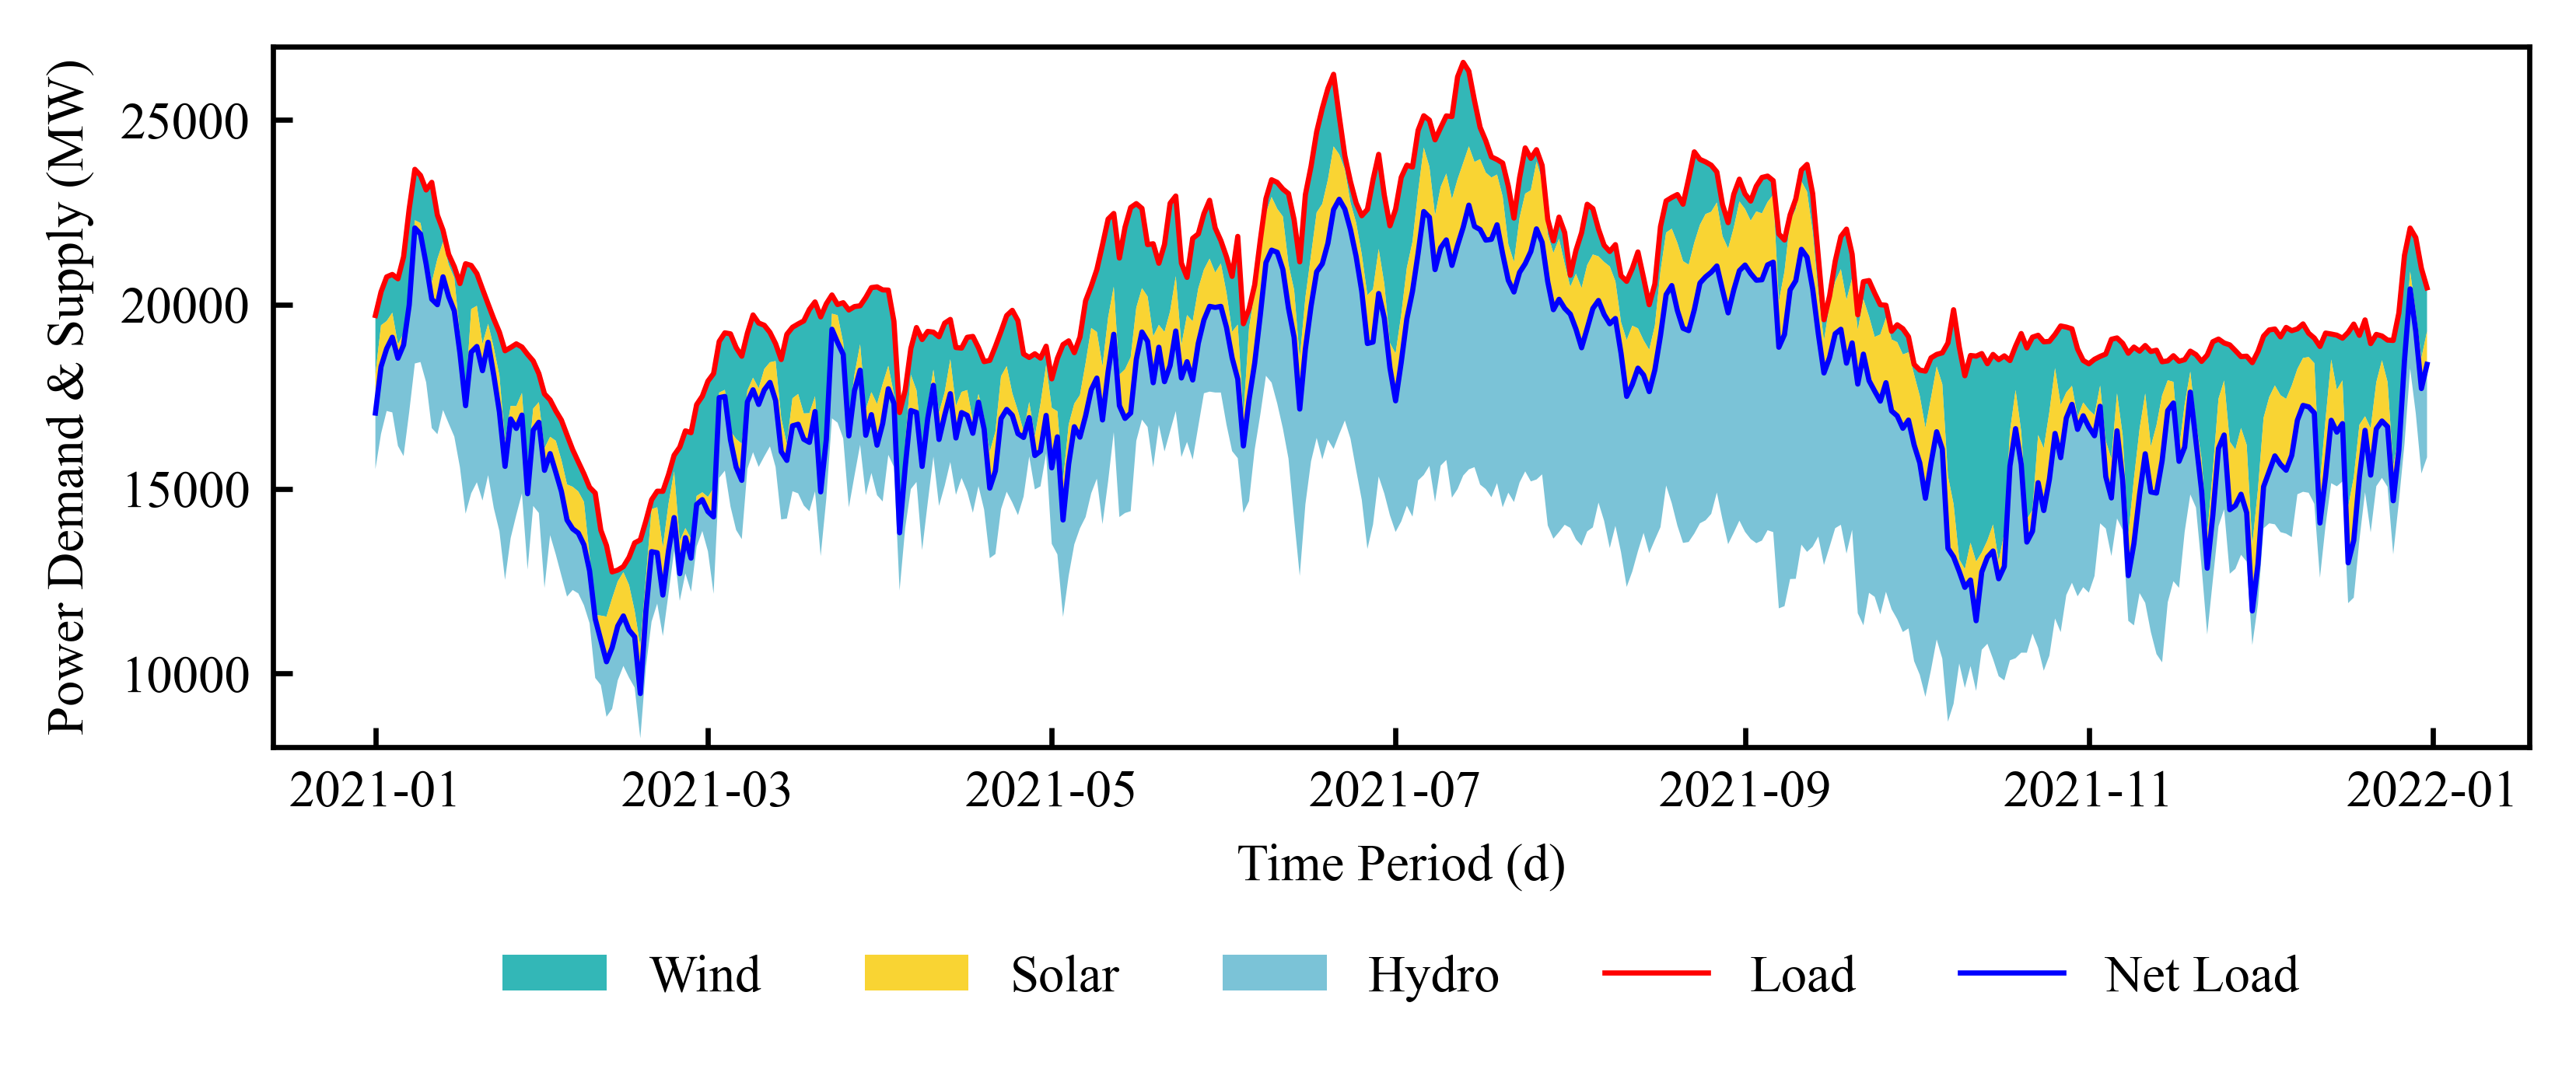 Power Demand & Supply (MW)
25000
20000
15000
10000
2021-01 2021-03 2021-05 2021-07 2021-09 2021-11 2022-01
Time Period (d)
Wind Solar Hydro Load Net Load